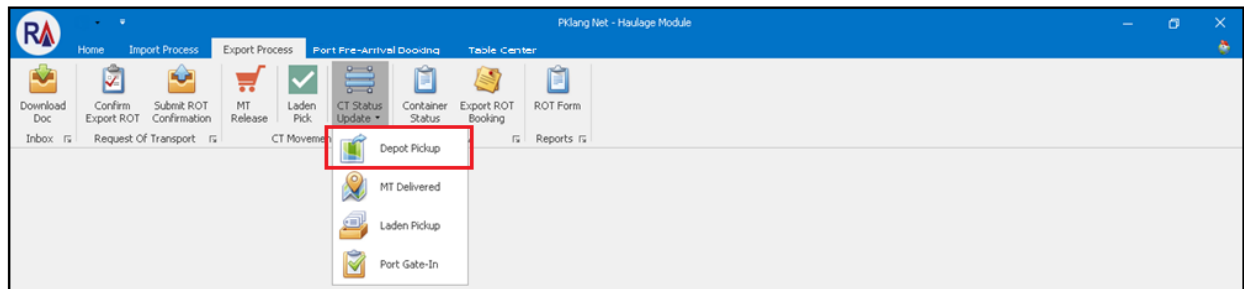 RA
PKlang Net - Haulage Module
Home Import Process Export Process Port Pre-Arrival Booking Table Center
Download Doc
Confirm Export ROT
Submit ROT Confirmation
MT Release
Laden Pick
CT Status Update
Container Status
Export ROT Booking
ROT Form
Inbox Request Of Transport CT Movemen Reports
Depot Pickup
MT Delivered
Laden Pickup
Port Gate-In